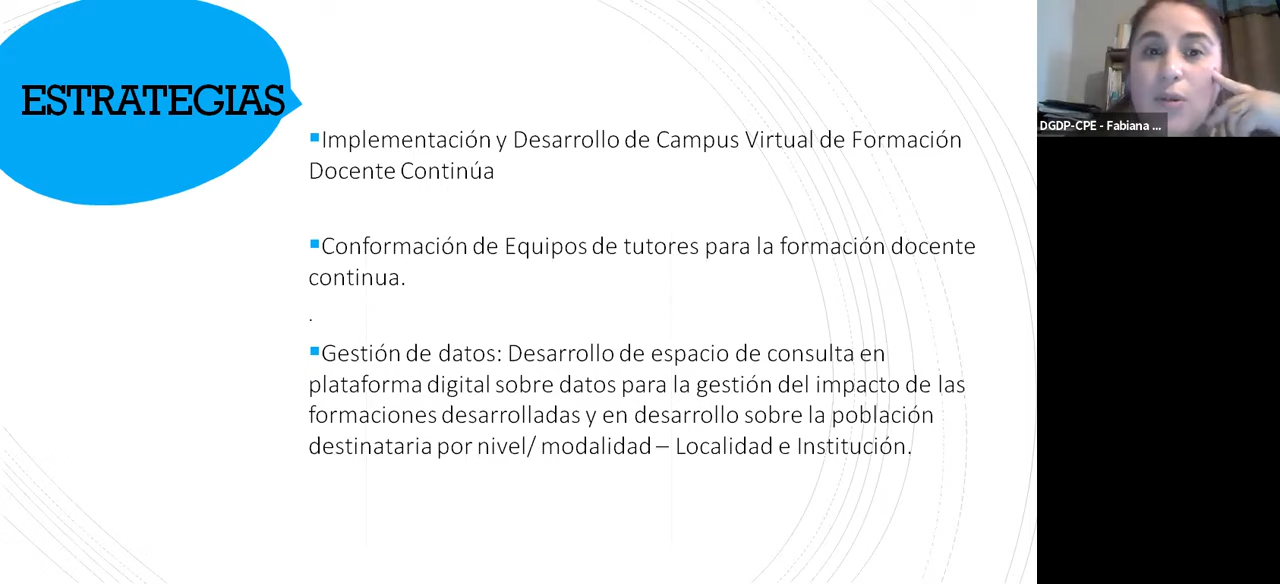 ESTRATEGIAS
▪Implementación y Desarrollo de Campus Virtual de Formación
Docente Continúa
▪Conformación de Equipos de tutores para la formación docente
continua.
.
▪Gestión de datos: Desarrollo de espacio de consulta en
plataforma digital sobre datos para la gestión del impacto de las
formaciones desarrolladas y en desarrollo sobre la población
destinataria por nivel/ modalidad – Localidad e Institución.
DGDP-CPE - Fabiana ...